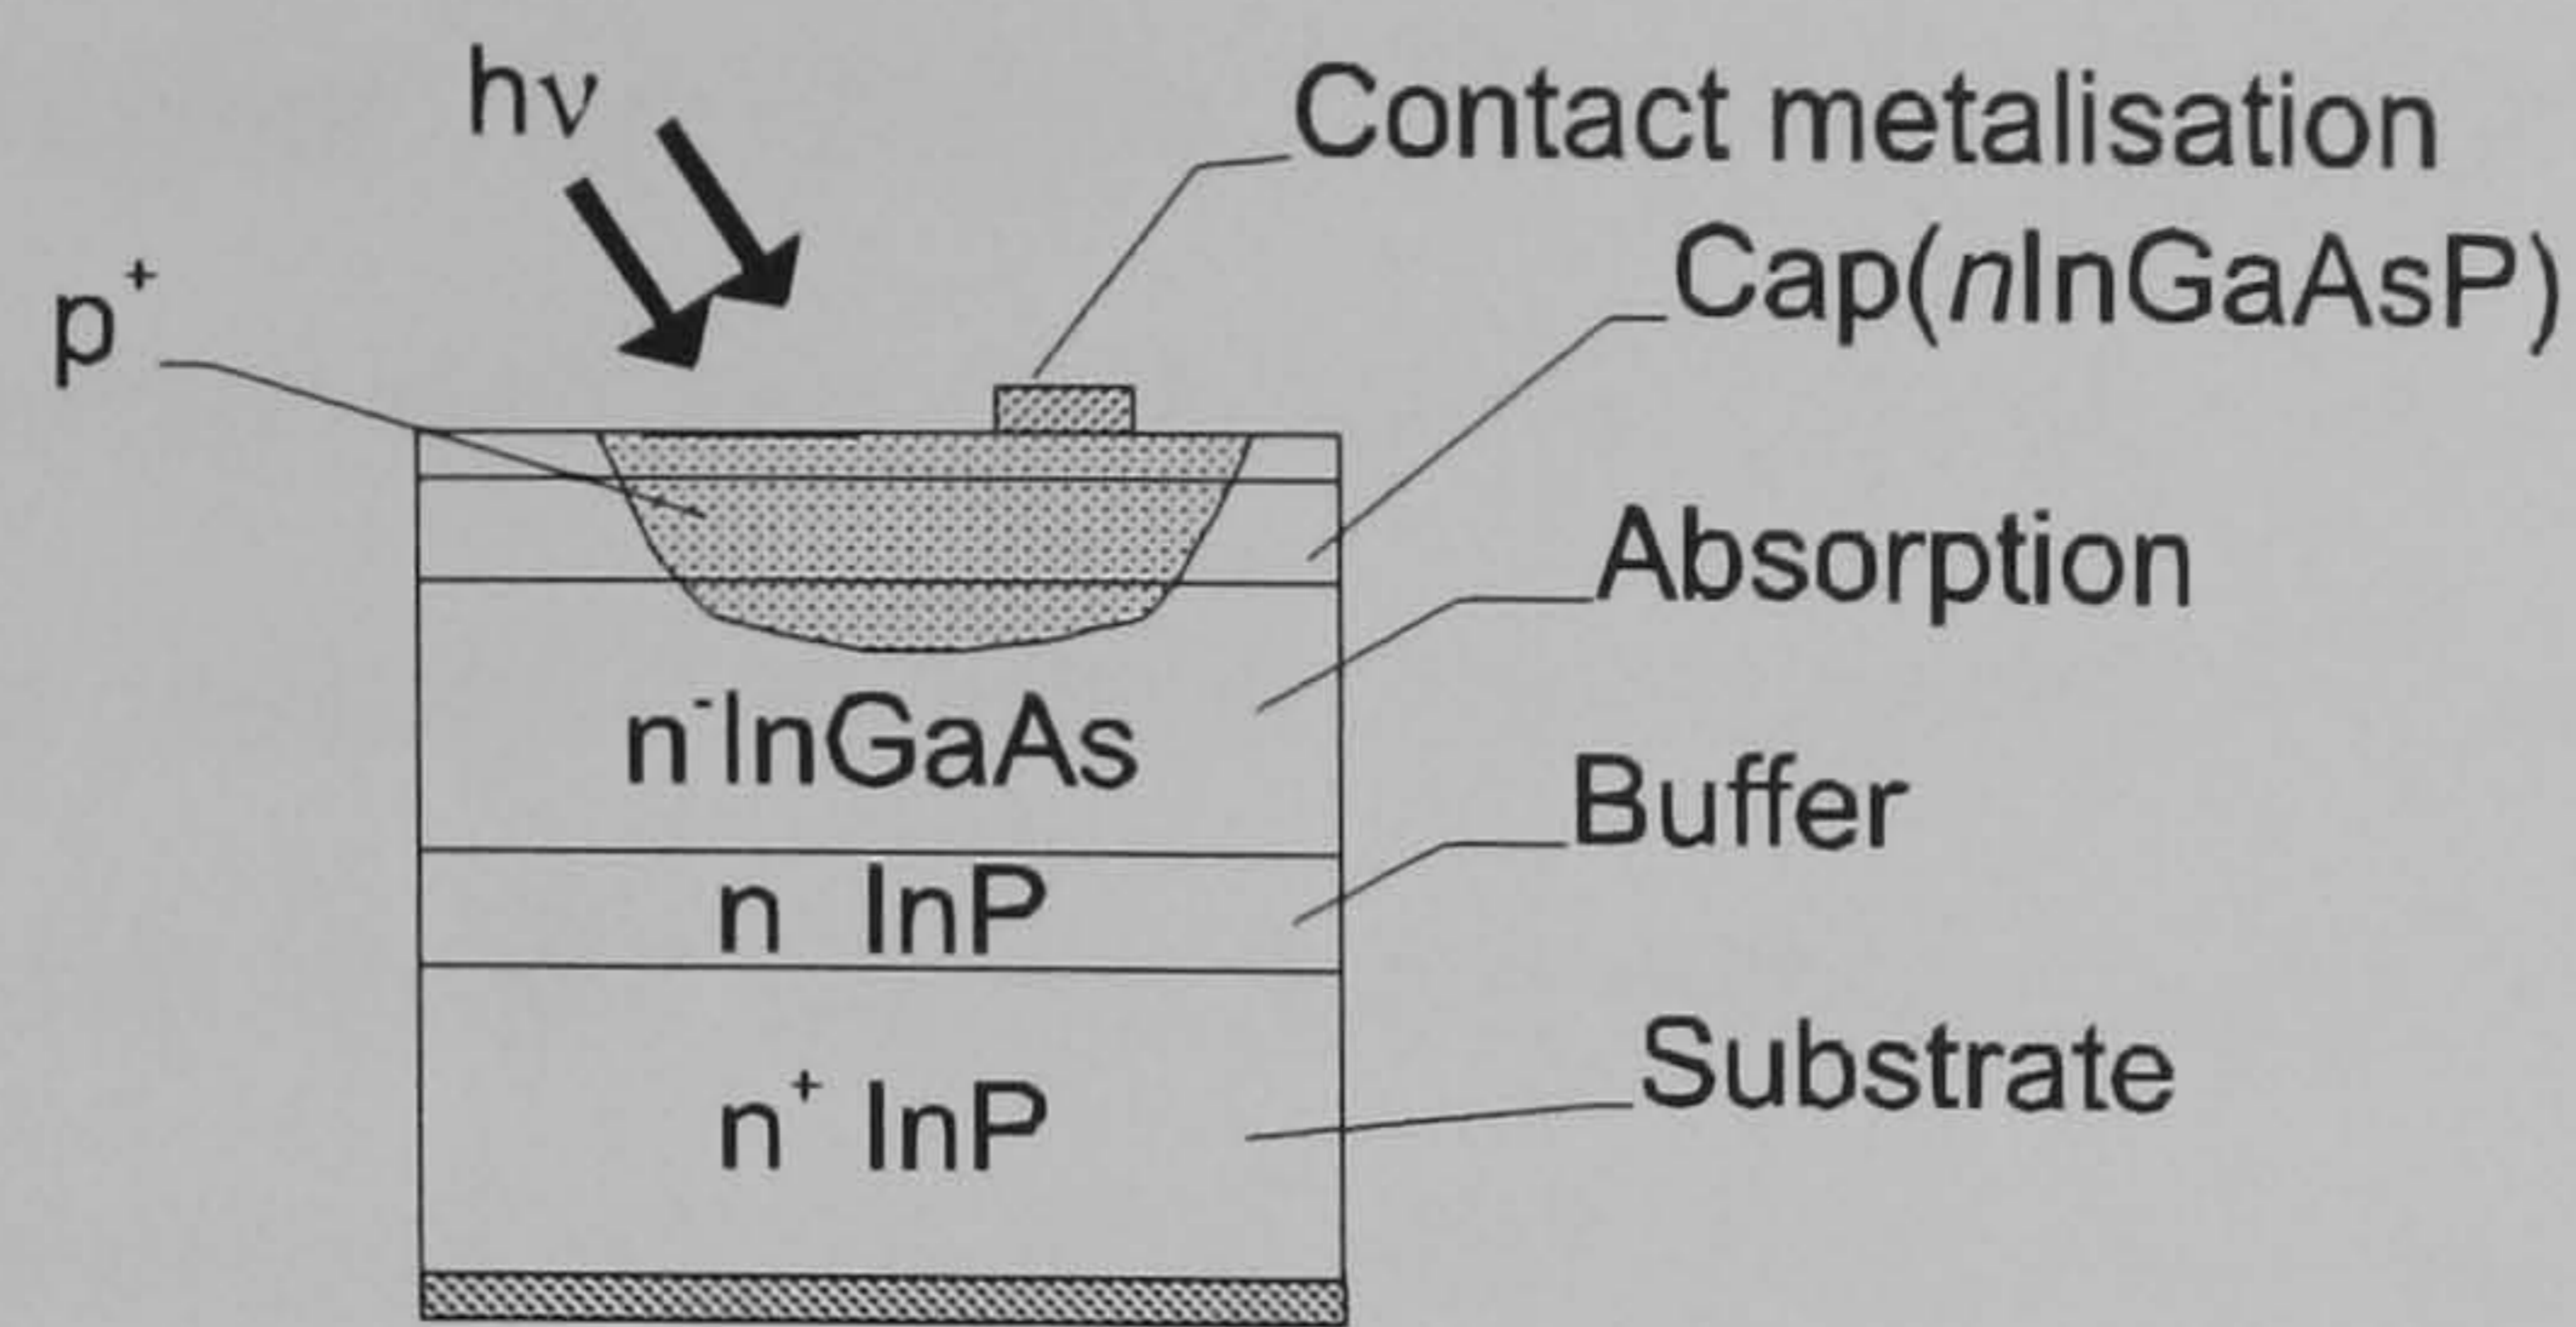 hν
Contact metalisation
p⁺
Cap(nInGaAsP)
Absorption
n⁻InGaAs
Buffer
n InP
Substrate
n⁺ InP